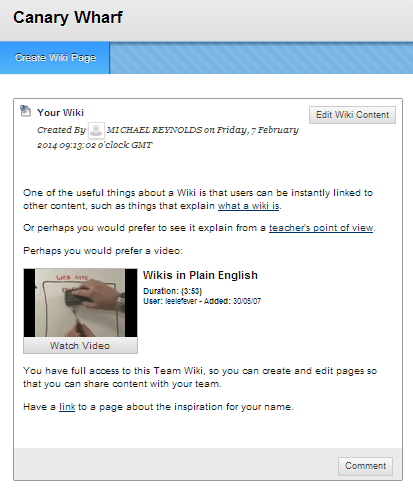 Canary Wharf
Create Wiki Page
Your Wiki
Edit Wiki Content
Created By MICHAEL REYNOLDS on Friday, 7 February
2014 09:13:02 o'clock GMT
One of the useful things about a Wiki is that users can be instantly linked to
other content, such as things that explain what a wiki is.
Or perhaps you would prefer to see it explain from a teacher's point of view.
Perhaps you would prefer a video:
WEB SITE
Wikis in Plain English
Duration: (3:53)
User: leelefever - Added: 30/05/07
Watch Video
You have full access to this Team Wiki, so you can create and edit pages so
that you can share content with your team.
Have a link to a page about the inspiration for your name.
Comment